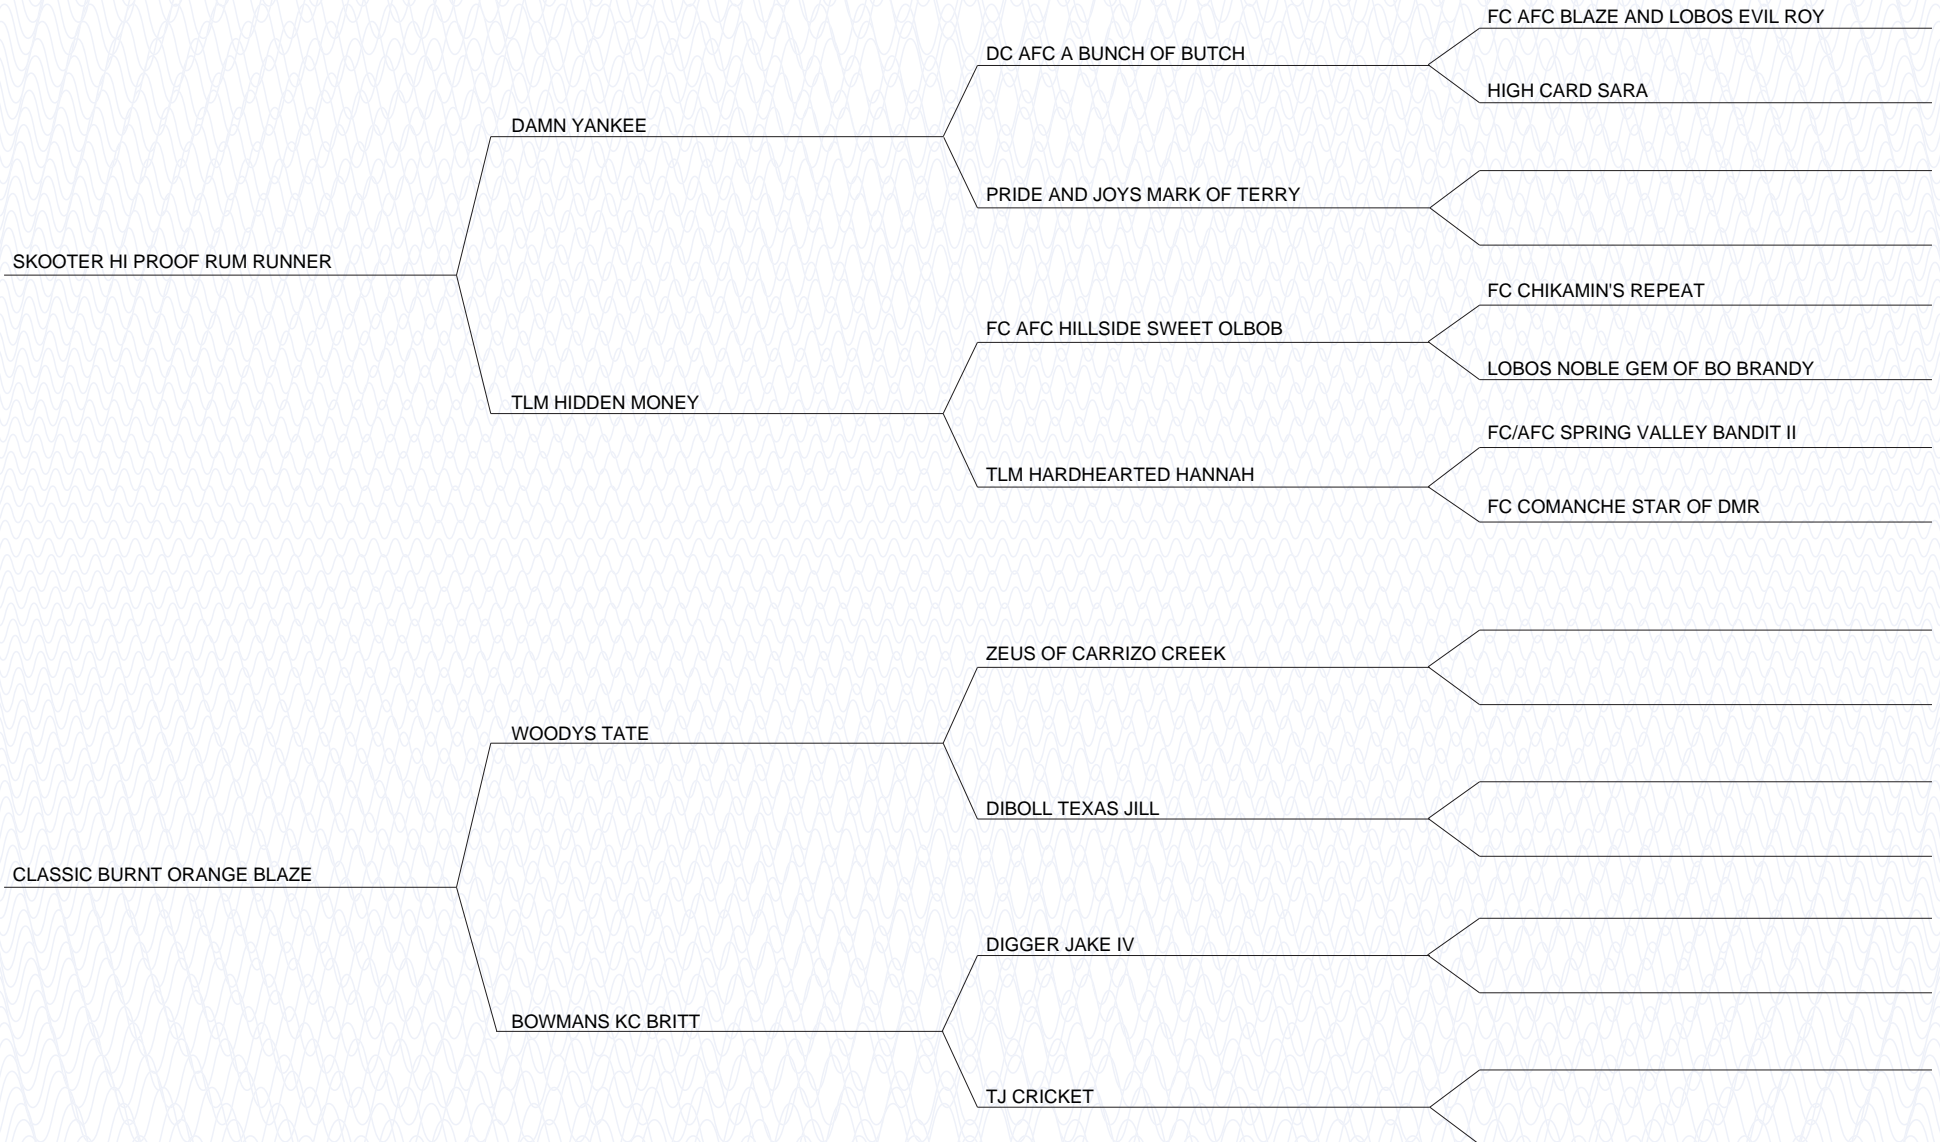 FC AFC BLAZE AND LOBOS EVIL ROY
DC AFC A BUNCH OF BUTCH
HIGH CARD SARA
DAMN YANKEE
PRIDE AND JOYS MARK OF TERRY
SKOOTER HI PROOF RUM RUNNER
FC CHIKAMIN'S REPEAT
FC AFC HILLSIDE SWEET OLBOB
LOBOS NOBLE GEM OF BO BRANDY
TLM HIDDEN MONEY
FC/AFC SPRING VALLEY BANDIT II
TLM HARDHEARTED HANNAH
FC COMANCHE STAR OF DMR
ZEUS OF CARRIZO CREEK
WOODYS TATE
DIBOLL TEXAS JILL
CLASSIC BURNT ORANGE BLAZE
DIGGER JAKE IV
BOWMANS KC BRITT
TJ CRICKET